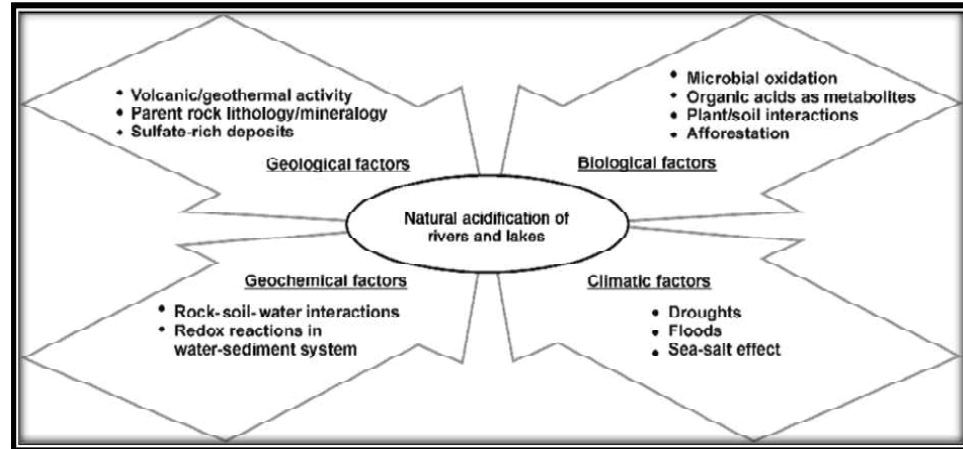 • Volcanic/geothermal activity
• Parent rock lithology/mineralogy
• Sulfate-rich deposits
Geological factors
• Microbial oxidation
• Organic acids as metabolites
• Plant/soil interactions
• Afforestation
Biological factors
Natural acidification of
rivers and lakes
Geochemical factors
• Rock-soil-water interactions
• Redox reactions in
water-sediment system
Climatic factors
• Droughts
• Floods
• Sea-salt effect